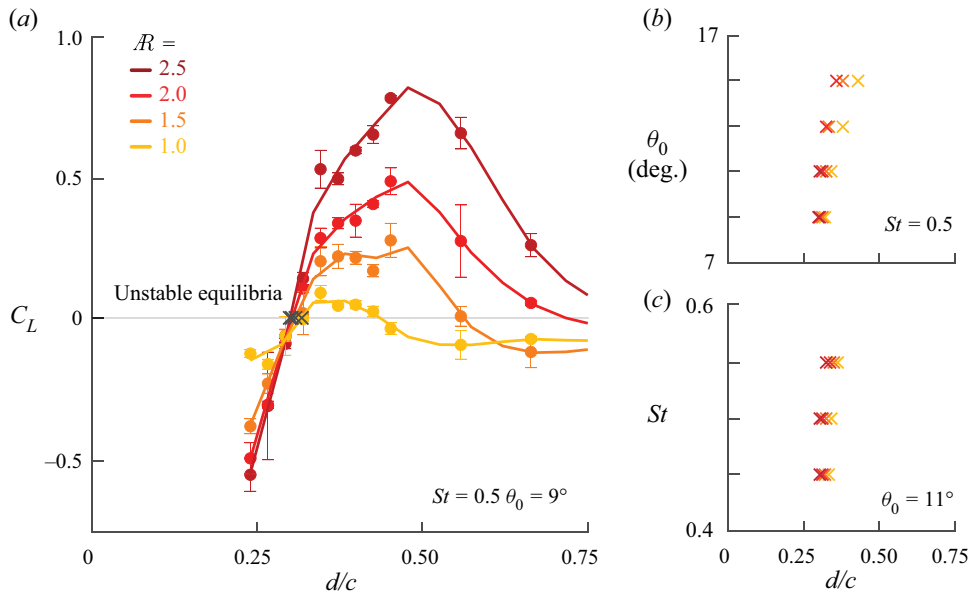 (a)
1.0
0.5
0
–0.5
C_L
Æ =
2.5
2.0
1.5
1.0
Unstable equilibria
St = 0.5 θ₀ = 9°
0
0.25
0.50
0.75
d/c
(b)
17
θ₀
(deg.)
7
St = 0.5
(c)
0.6
St
0.4
θ₀ = 11°
0
0.25
0.50
0.75
d/c